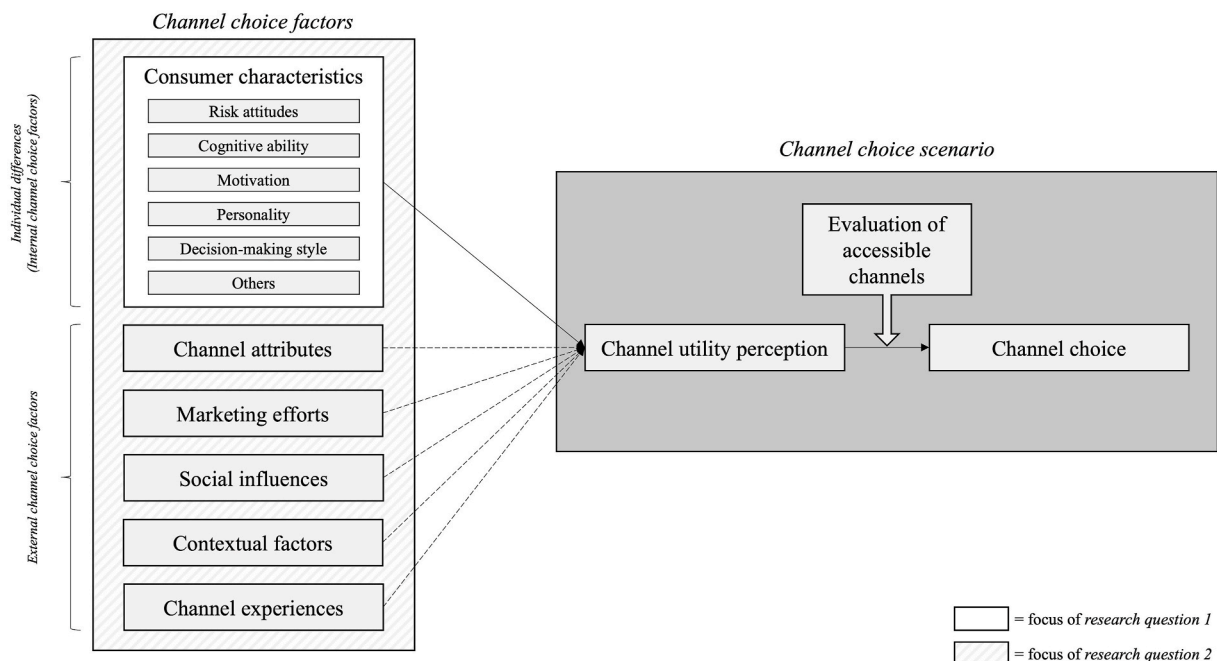 Channel choice factors
Individual differences
(Internal channel choice factors)
Consumer characteristics
Risk attitudes
Cognitive ability
Motivation
Personality
Decision-making style
Others
External channel choice factors
Channel attributes
Marketing efforts
Social influences
Contextual factors
Channel experiences
Channel choice scenario
Evaluation of
accessible
channels
Channel utility perception
Channel choice
= focus of research question 1
= focus of research question 2